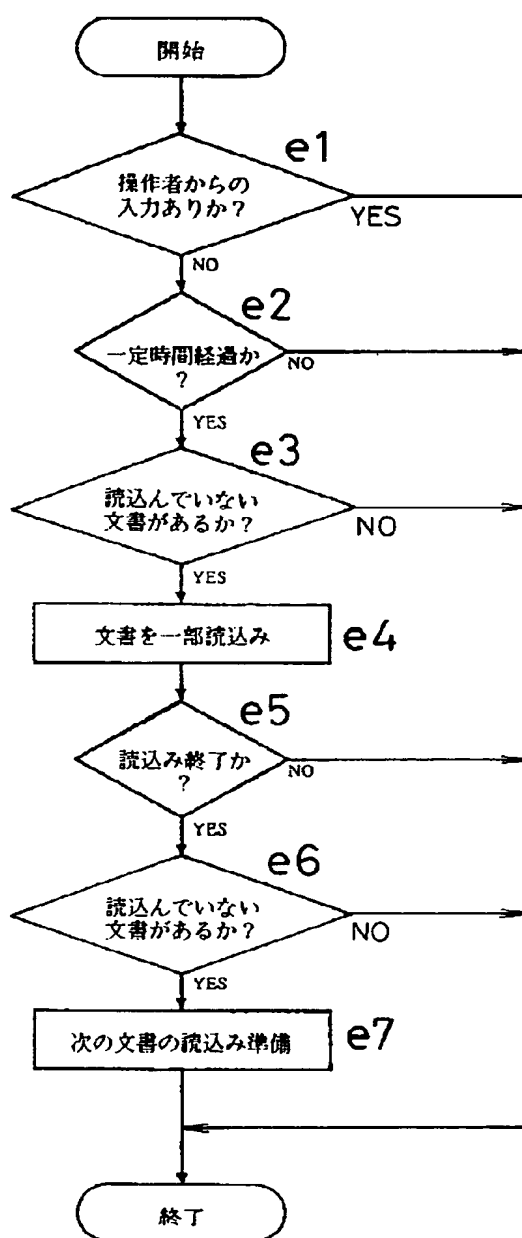 開始
e1
操作者からの
入力ありか?
YES
NO
e2
一定時間経過か
?
NO
YES
e3
読込んでいない
文書があるか?
NO
YES
文書を一部読込み
e4
e5
読込み終了か
?
NO
YES
e6
読込んでいない
文書があるか?
NO
YES
次の文書の読込み準備
e7
終了